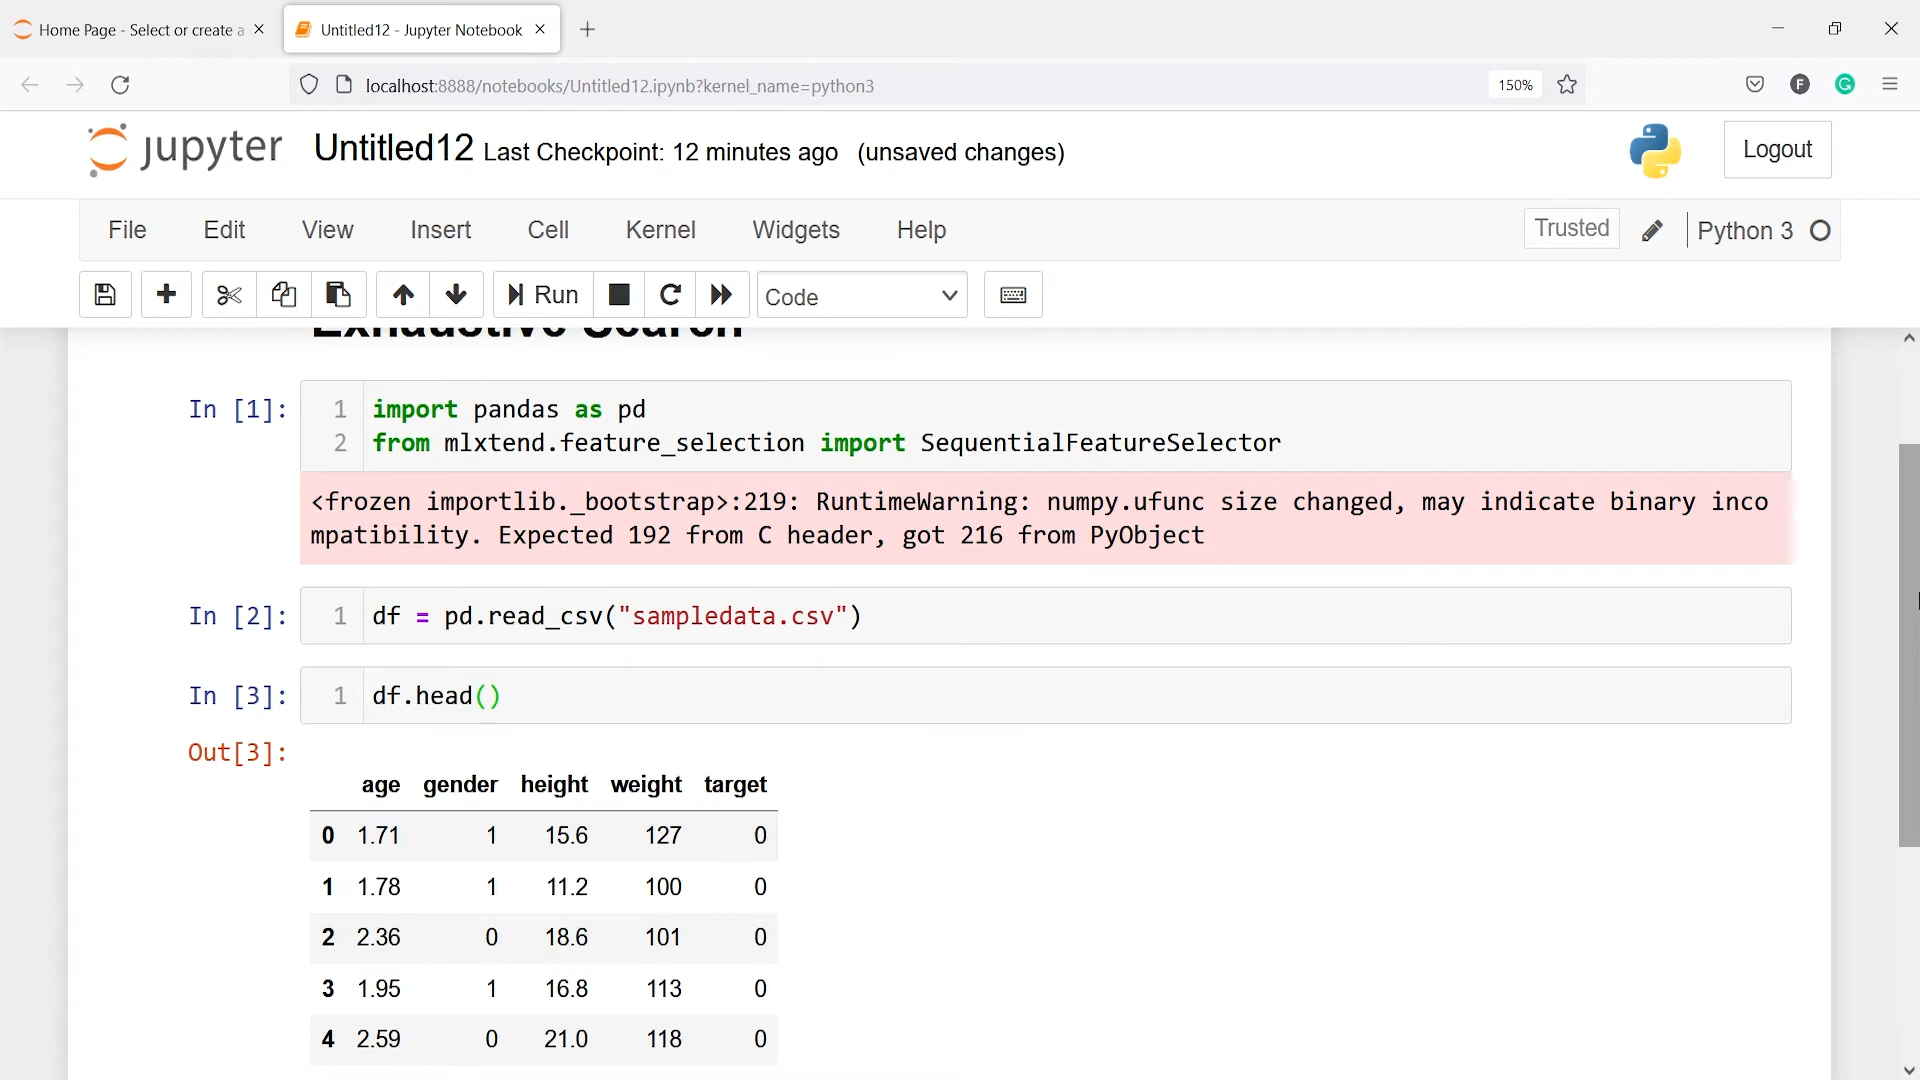 Home Page - Select or create a
Untitled12 - Jupyter Notebook
localhost:8888/notebooks/Untitled12.ipynb?kernel_name=python3
150%
F
G
jupyter
Untitled12 Last Checkpoint: 12 minutes ago (unsaved changes)
Logout
File Edit View Insert Cell Kernel Widgets Help
Trusted
Python 3
Run
Code
Exhaustive Search
In [1]:
1 import pandas as pd
2 from mlxtend.feature_selection import SequentialFeatureSelector
<frozen importlib._bootstrap>:219: RuntimeWarning: numpy.ufunc size changed, may indicate binary inco
mpatibility. Expected 192 from C header, got 216 from PyObject
In [2]:
1 df = pd.read_csv("sampledata.csv")
In [3]:
1 df.head()
Out[3]:
age gender height weight target
0 1.71 1 15.6 127 0
1 1.78 1 11.2 100 0
2 2.36 0 18.6 101 0
3 1.95 1 16.8 113 0
4 2.59 0 21.0 118 0